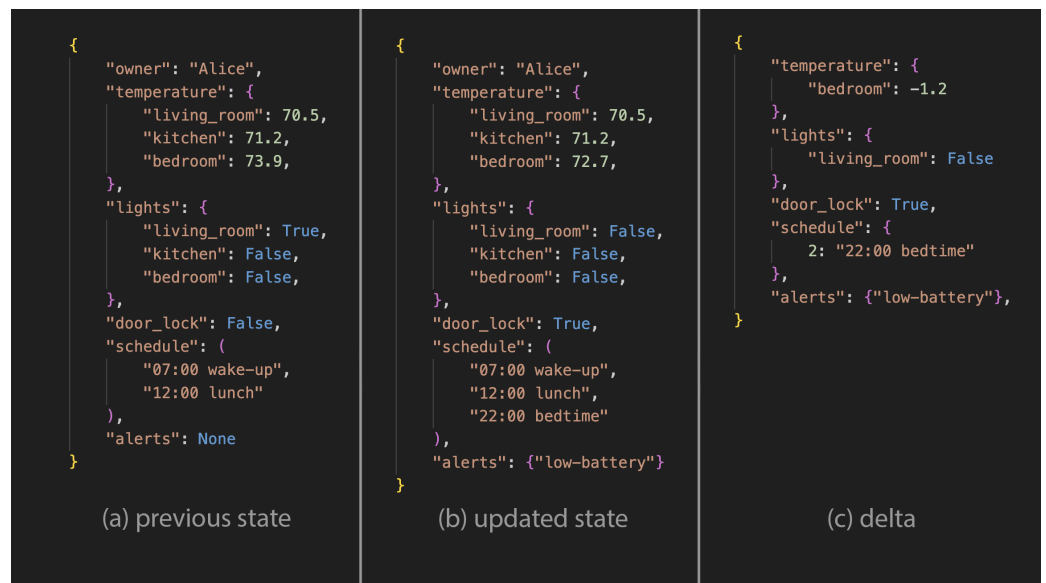 {
"owner": "Alice",
"temperature": {
"living_room": 70.5,
"kitchen": 71.2,
"bedroom": 73.9,
},
"lights": {
"living_room": True,
"kitchen": False,
"bedroom": False,
},
"door_lock": False,
"schedule": (
"07:00 wake-up",
"12:00 lunch"
),
"alerts": None
}
(a) previous state
{
"owner": "Alice",
"temperature": {
"living_room": 70.5,
"kitchen": 71.2,
"bedroom": 72.7,
},
"lights": {
"living_room": False,
"kitchen": False,
"bedroom": False,
},
"door_lock": True,
"schedule": (
"07:00 wake-up",
"12:00 lunch",
"22:00 bedtime"
),
"alerts": {"low-battery"}
}
(b) updated state
{
"temperature": {
"bedroom": -1.2
},
"lights": {
"living_room": False
},
"door_lock": True,
"schedule": {
2: "22:00 bedtime"
},
"alerts": {"low-battery"},
}
(c) delta